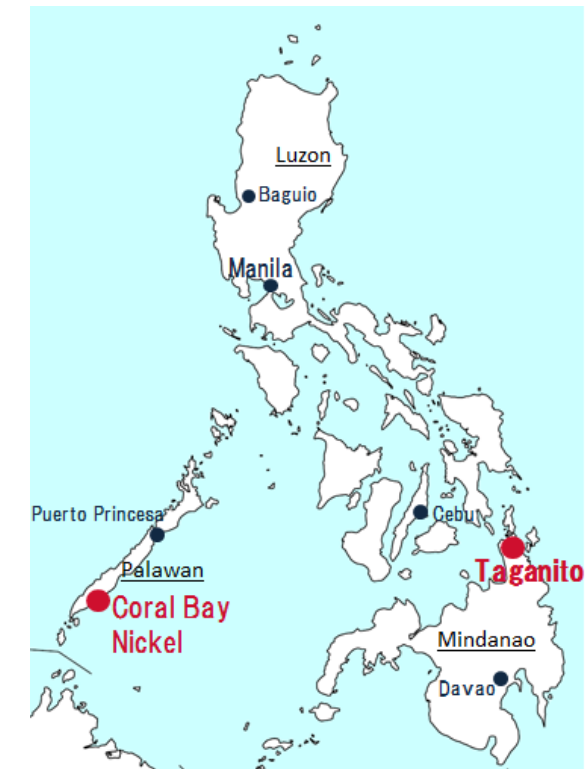 Luzon
Baguio
Manila
Puerto Princesa
Cebu
Palawan
Taganito
Coral Bay
Nickel
Mindanao
Davao